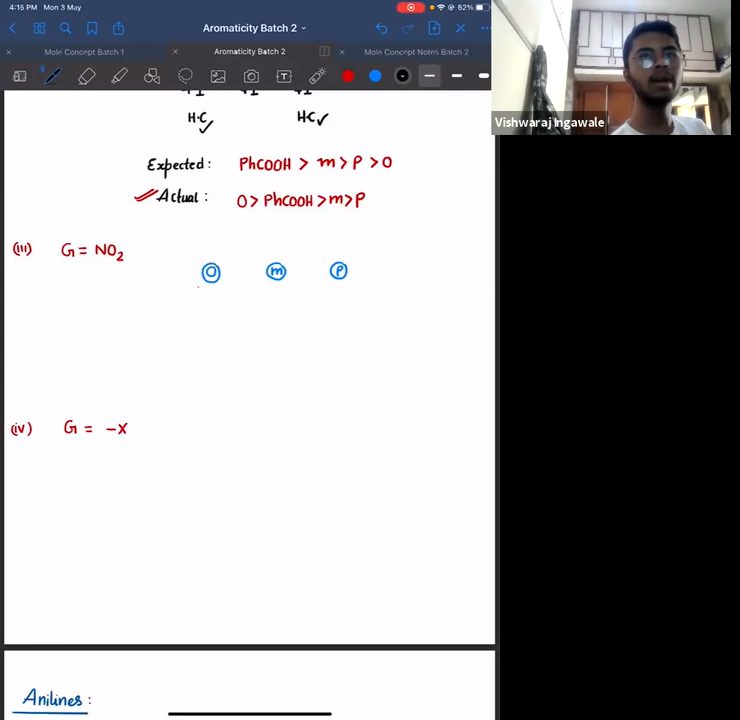 4:15 PM Mon 3 May
52%
Aromaticity Batch 2
Mole Concept Batch 1
Aromaticity Batch 2
Mole Concept Notes Batch 2
H·C ✓ H·C ✓
Vishwaraj Ingawale
Expected: PhCOOH > m > P > O
Actual: O > PhCOOH > m > P
(iii) G = NO2
O m P
(iv) G = -X
Anilines: